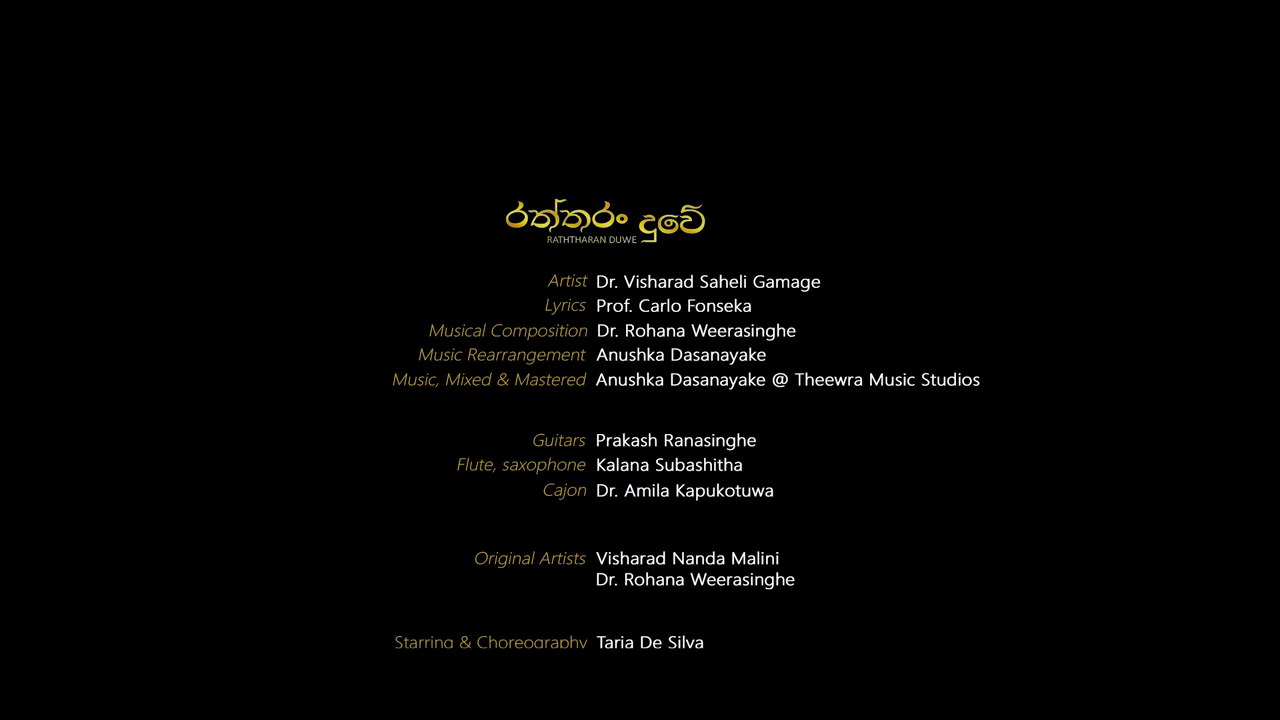 රත්තරං දුවේ
RATHTHARAN DUWE
Artist Dr. Visharad Saheli Gamage
Lyrics Prof. Carlo Fonseka
Musical Composition Dr. Rohana Weerasinghe
Music Rearrangement Anushka Dasanayake
Music, Mixed & Mastered Anushka Dasanayake @ Theewra Music Studios
Guitars Prakash Ranasinghe
Flute, saxophone Kalana Subashitha
Cajon Dr. Amila Kapukotuwa
Original Artists Visharad Nanda Malini
Dr. Rohana Weerasinghe
Starring & Choreography Taria De Silva